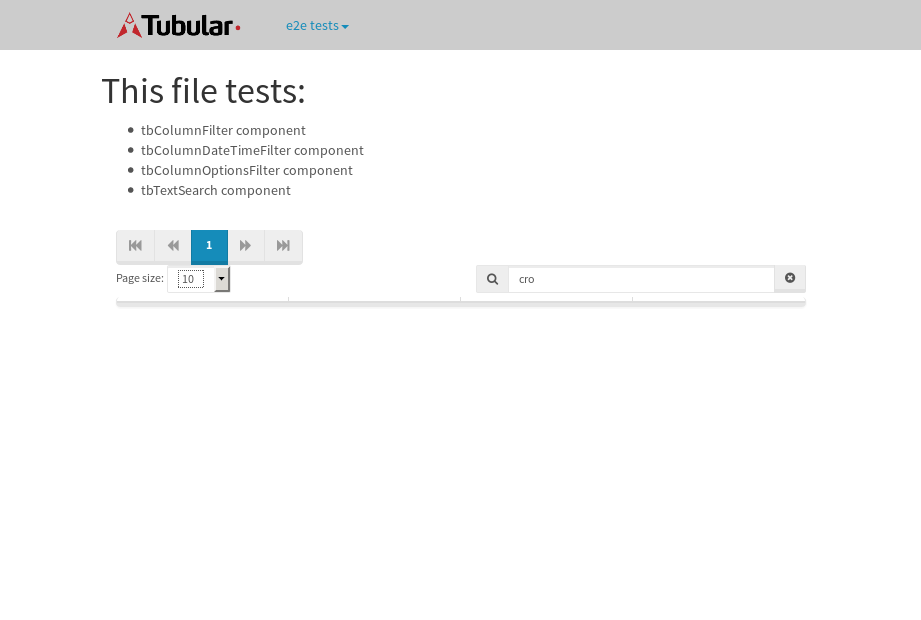 Tubular
e2e tests
This file tests:
tbColumnFilter component
tbColumnDateTimeFilter component
tbColumnOptionsFilter component
tbTextSearch component
1
Page size: 10 cro